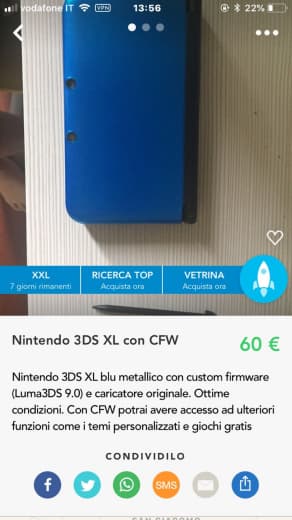 vodafone IT VPN 13:56 22%
XXL RICERCA TOP VETRINA
7 giorni rimanenti Acquista ora Acquista ora
Nintendo 3DS XL con CFW 60 €
Nintendo 3DS XL blu metallico con custom firmware
(Luma3DS 9.0) e caricatore originale. Ottime
condizioni. Con CFW potrai avere accesso ad ulteriori
funzioni come i temi personalizzati e giochi gratis
CONDIVIDILO
SMS
SAN GIACOMO